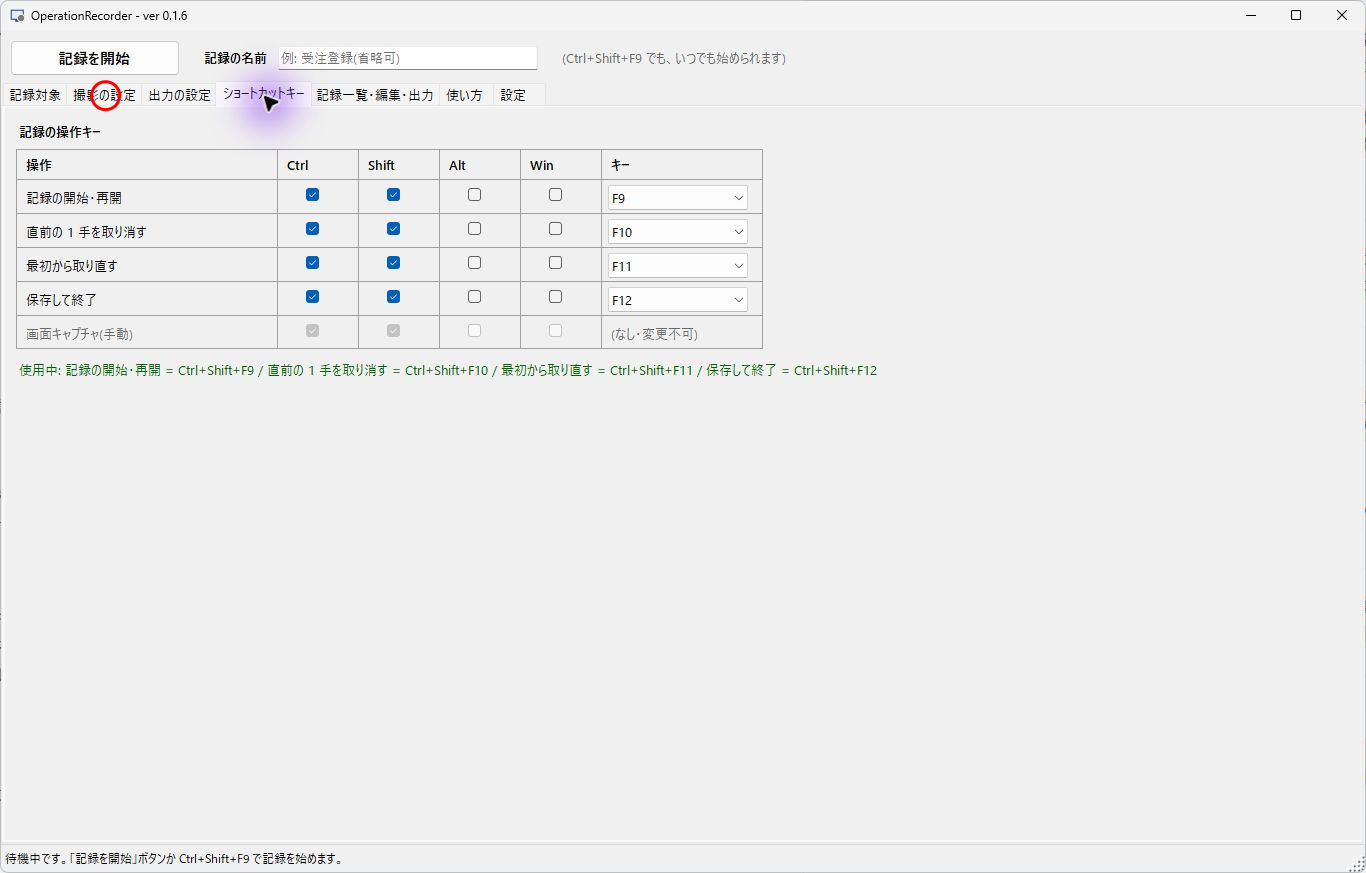 OperationRecorder - ver 0.1.6
記録を開始 記録の名前 例: 受注登録(省略可) (Ctrl+Shift+F9 でも、いつでも始められます)
記録対象 撮影の設定 出力の設定 ショートカットキー 記録一覧・編集・出力 使い方 設定
記録の操作キー
操作 Ctrl Shift Alt Win キー
記録の開始・再開 F9
直前の 1 手を取り消す F10
最初から取り直す F11
保存して終了 F12
画面キャプチャ(手動) (なし・変更不可)
使用中: 記録の開始・再開 = Ctrl+Shift+F9 / 直前の 1 手を取り消す = Ctrl+Shift+F10 / 最初から取り直す = Ctrl+Shift+F11 / 保存して終了 = Ctrl+Shift+F12
待機中です。「記録を開始」ボタンか Ctrl+Shift+F9 で記録を始めます。